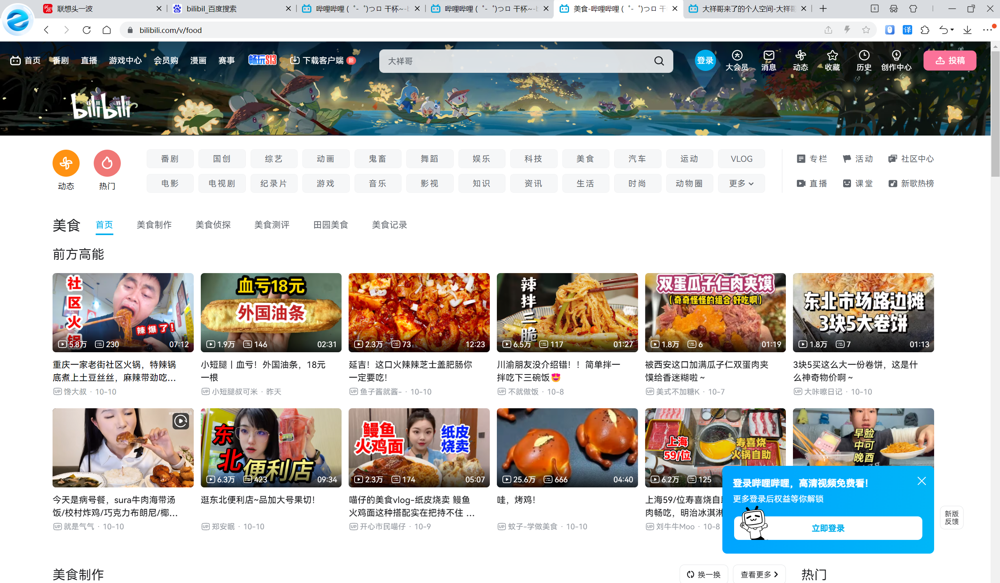 联想头一波
bilibil_百度搜索
哔哩哔哩 (゜-゜)つロ 干杯~-b
哔哩哔哩 (゜-゜)つロ 干杯~-b
美食-哔哩哔哩 (゜-゜)つロ 干
大祥哥来了的个人空间-大祥哥
6
bilibili.com/v/food
译
首页
番剧
直播
游戏中心
会员购
漫画
赛事
畅玩S13
下载客户端
新
大祥哥
登录
大会员
消息
动态
收藏
历史
创作中心
投稿
bilibili
动态
热门
番剧
国创
综艺
动画
鬼畜
舞蹈
娱乐
科技
美食
汽车
运动
VLOG
专栏
活动
社区中心
电影
电视剧
纪录片
游戏
音乐
影视
知识
资讯
生活
时尚
动物圈
更多
直播
课堂
新歌热榜
美食
首页
美食制作
美食侦探
美食测评
田园美食
美食记录
前方高能
社区火锅
辣爆了!
5.8万
230
07:12
血亏18元
外国油条
1.9万
146
02:31
2.3万
73
12:23
辣拌三脆
6.5万
117
01:27
双蛋瓜子仁肉夹馍
(奇奇怪怪的组合 好吃啊)
1.8万
6
01:19
东北市场路边摊
3块5大卷饼
1.8万
7
01:13
重庆一家老街社区火锅，特辣锅
底煮上土豆丝丝，麻辣带劲吃...
UP 馋大叔 · 10-10
小短腿丨血亏！外国油条，18元
一根
UP 小短腿叔可米 · 昨天
延吉！这口火辣辣芝士盖肥肠你
一定要吃！
UP 鱼子酱就酱- · 10-10
川渝朋友没介绍错！！简单拌一
拌吃下三碗饭🤩
UP 不就做饭 · 10-8
被西安这口加满瓜子仁双蛋肉夹
馍给香迷糊啦～
UP 美式不加糖K · 10-7
3块5买这么大一份卷饼，这是什
么神奇物价啊～
UP 大咔嚓日记 · 10-10
东北便利店
6.3万
423
09:34
鳗鱼
火鸡面
纸皮
烧卖
2.3万
174
05:07
25.6万
666
04:40
上海
59/位
寿喜烧
火锅自助
6.2万
125
早脸
中可
晚酉
今天是病号餐，sura牛肉海带汤
饭/校村炸鸡/巧克力布朗尼/椰...
UP 就是气气 · 10-10
逛东北便利店~品加大号果切！
UP 郑安眠 · 10-10
喵仔的美食vlog-纸皮烧卖 鳗鱼
火鸡面这种搭配实在把持不住 ...
UP 开心市民喵仔 · 10-9
哇，烤鸡！
UP 蚊子-学做美食 · 10-10
上海59/位寿喜烧自
肉畅吃，明治冰淇淋
UP 刘牛牛Moo · 10-8
登录哔哩哔哩，高清视频免费看！
更多登录后权益等你解锁
立即登录
新版
反馈
美食制作
换一换
查看更多
热门